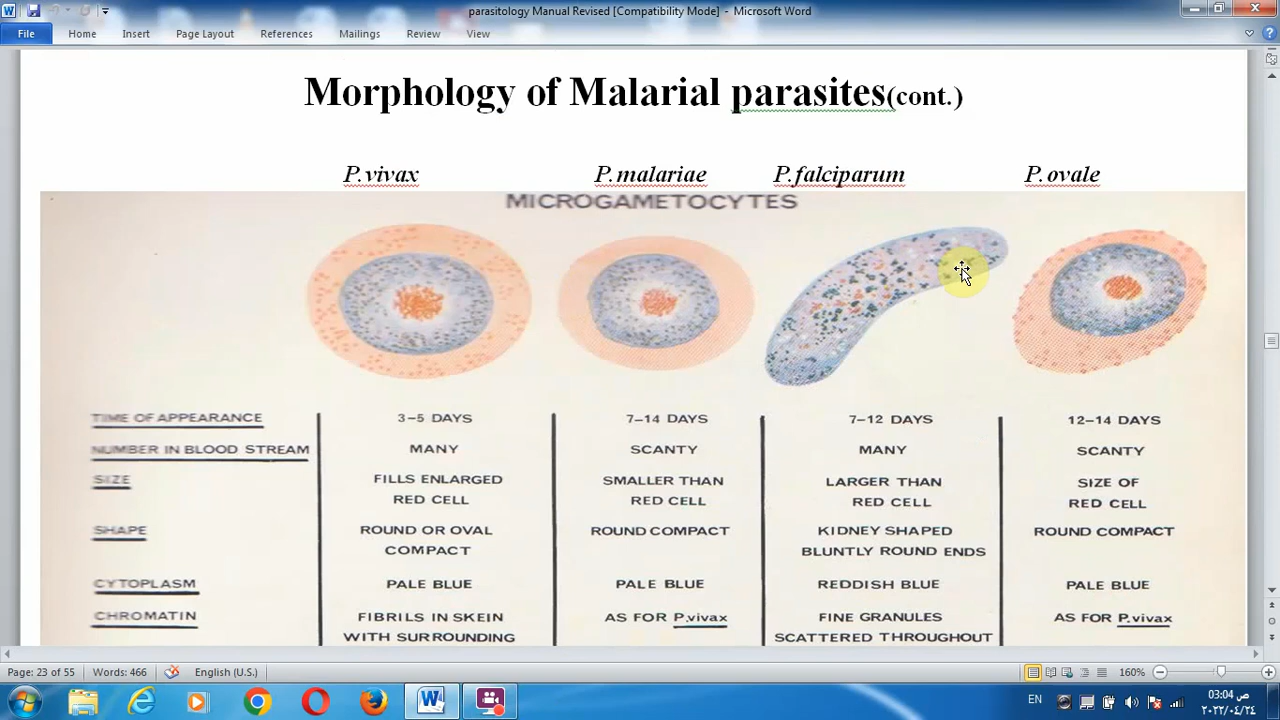 parasitology Manual Revised [Compatibility Mode] - Microsoft Word
File Home Insert Page Layout References Mailings Review View
Morphology of Malarial parasites(cont.)
P.vivax P.malariae P.falciparum P.ovale
MICROGAMETOCYTES
TIME OF APPEARANCE 3-5 DAYS 7-14 DAYS 7-12 DAYS 12-14 DAYS
NUMBER IN BLOOD STREAM MANY SCANTY MANY SCANTY
SIZE FILLS ENLARGED SMALLER THAN LARGER THAN SIZE OF
RED CELL RED CELL RED CELL RED CELL
SHAPE ROUND OR OVAL ROUND COMPACT KIDNEY SHAPED ROUND COMPACT
COMPACT BLUNTLY ROUND ENDS
CYTOPLASM PALE BLUE PALE BLUE REDDISH BLUE PALE BLUE
CHROMATIN FIBRILS IN SKEIN AS FOR P.vivax FINE GRANULES AS FOR P.vivax
WITH SURROUNDING SCATTERED THROUGHOUT
Page: 23 of 55 Words: 466 English (U.S.) 160%
EN 03:04 ص
٢٠٢٢/٠٤/٢٤